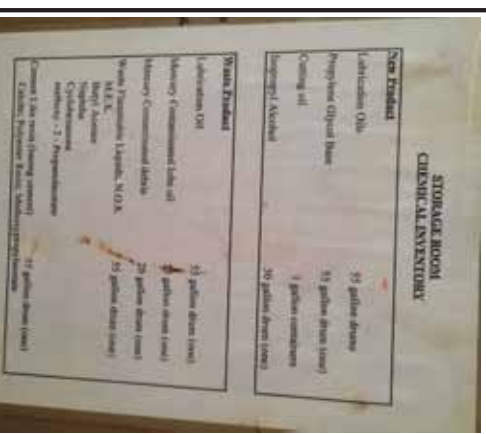 STORAGE ROOM
CHEMICAL INVENTORY
New Product
Lubrication Oils 55 gallon drums
Propylene Glycol Base 55 gallon drum (one)
Cutting oil 1 gallon containers
Isopropyl Alcohol 30 gallon drum (one)
Waste Product
Lubrication Oil 55 gallon drum (one)
Mercury Contaminated lube oil gallon drum (one)
Mercury Contaminated debris 20 gallon drum (one)
Waste Flammable Liquids, N.O.S. 55 gallon drum (one)
M.E.K.
Acetone
Naphtha
55 gallon drum (one)